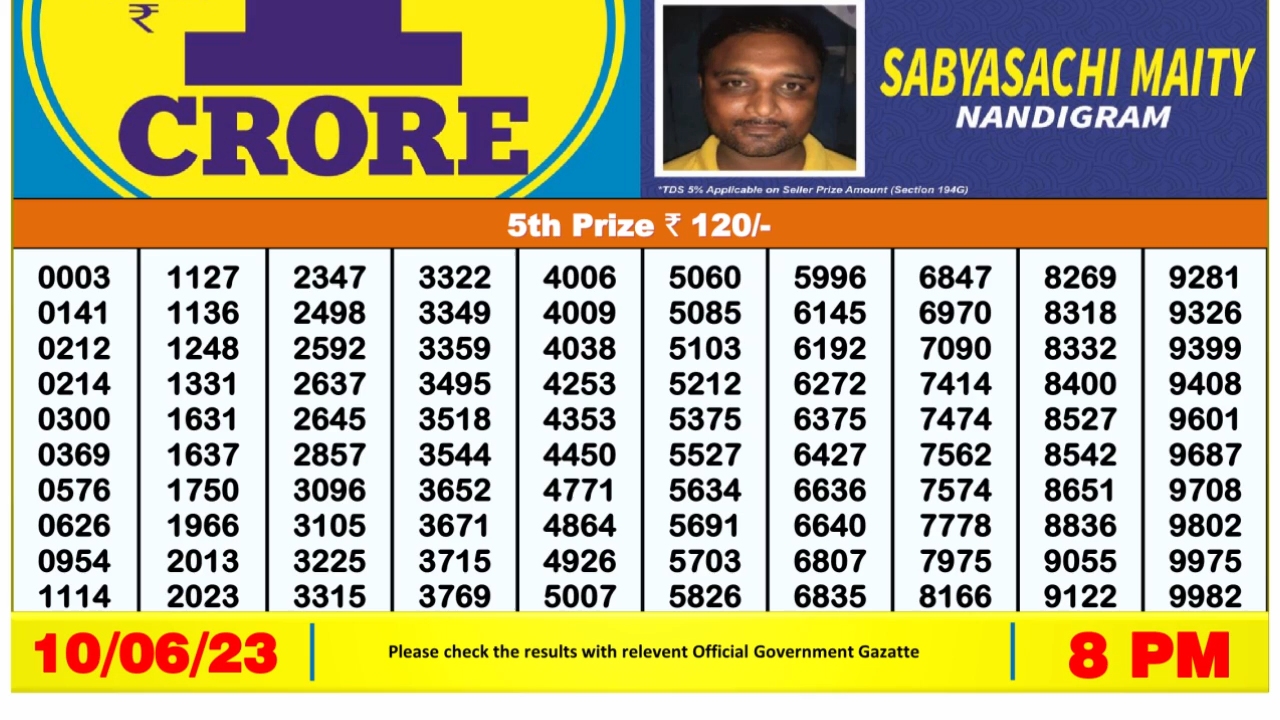 ₹
1
CRORE
SABYASACHI MAITY
NANDIGRAM
*TDS 5% Applicable on Seller Prize Amount (Section 194G)
5th Prize ₹ 120/-
0003 1127 2347 3322 4006 5060 5996 6847 8269 9281
0141 1136 2498 3349 4009 5085 6145 6970 8318 9326
0212 1248 2592 3359 4038 5103 6192 7090 8332 9399
0214 1331 2637 3495 4253 5212 6272 7414 8400 9408
0300 1631 2645 3518 4353 5375 6375 7474 8527 9601
0369 1637 2857 3544 4450 5527 6427 7562 8542 9687
0576 1750 3096 3652 4771 5634 6636 7574 8651 9708
0626 1966 3105 3671 4864 5691 6640 7778 8836 9802
0954 2013 3225 3715 4926 5703 6807 7975 9055 9975
1114 2023 3315 3769 5007 5826 6835 8166 9122 9982
10/06/23
Please check the results with relevent Official Government Gazatte
8 PM